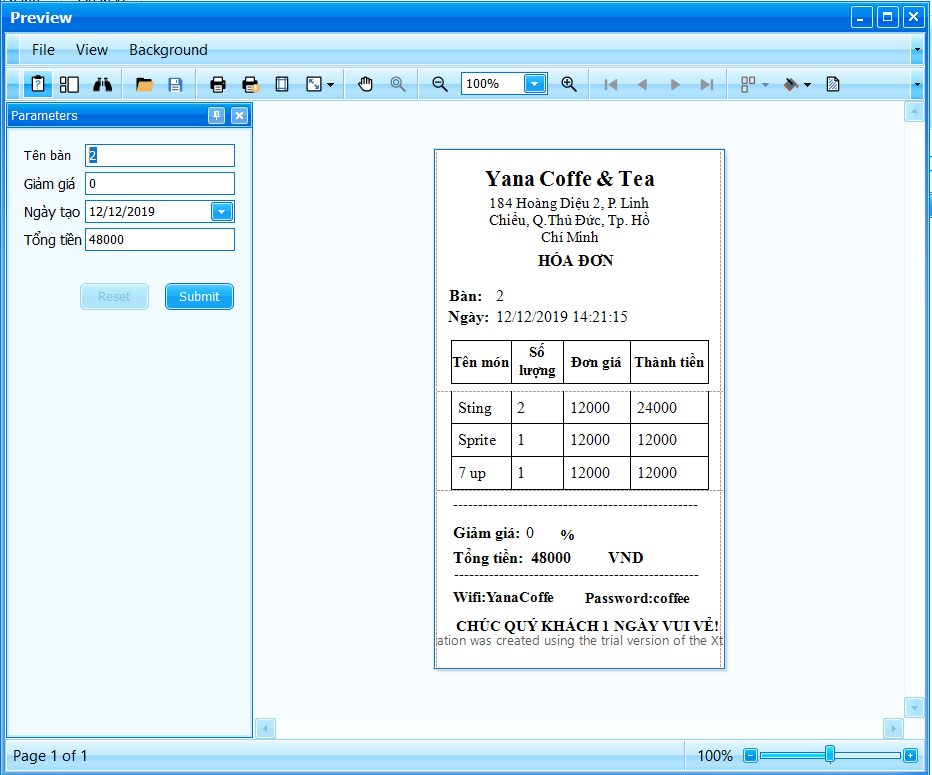 Preview
File View Background
100%
Parameters
Tên bàn 2
Giảm giá 0
Ngày tạo 12/12/2019
Tổng tiền 48000
Reset Submit
Yana Coffe & Tea
184 Hoàng Diệu 2, P. Linh
Chiểu, Q.Thủ Đức, Tp. Hồ
Chí Minh
HÓA ĐƠN
Bàn: 2
Ngày: 12/12/2019 14:21:15
Tên món Số lượng Đơn giá Thành tiền
Sting 2 12000 24000
Sprite 1 12000 12000
7 up 1 12000 12000
Giảm giá: 0 %
Tổng tiền: 48000 VND
Wifi:YanaCoffe Password:coffee
CHÚC QUÝ KHÁCH 1 NGÀY VUI VẺ!
ation was created using the trial version of the Xt
Page 1 of 1 100%